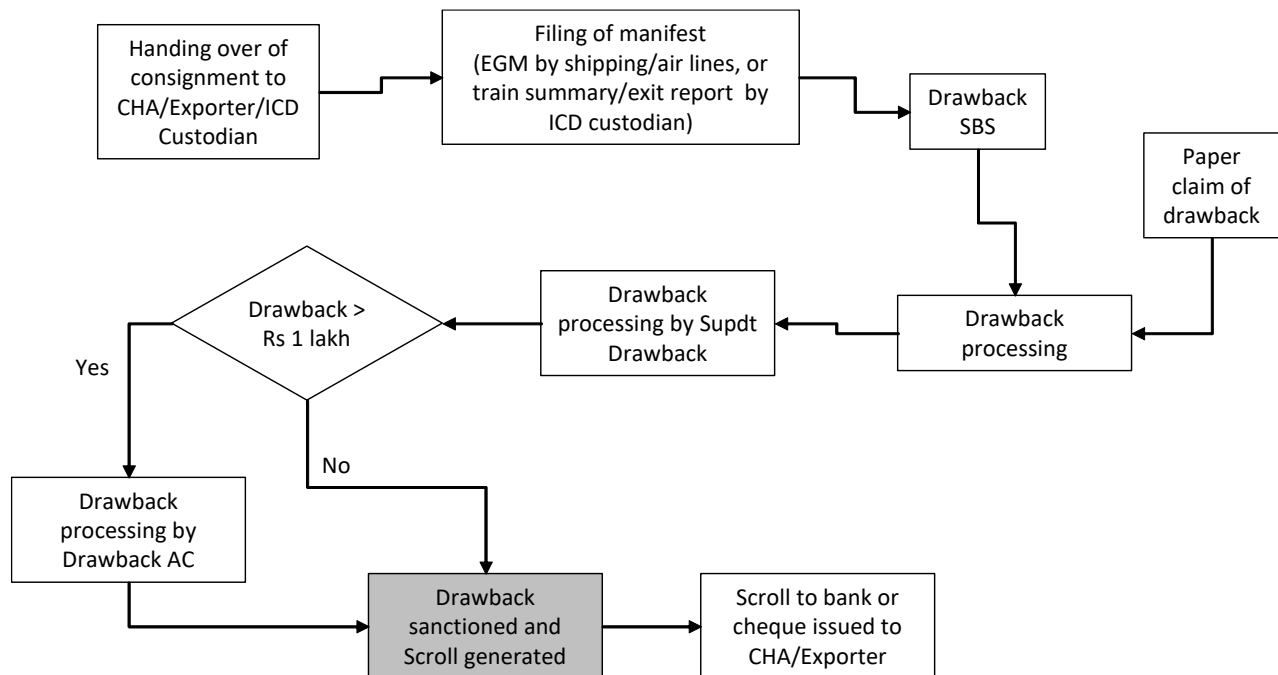 Handing over of
consignment to
CHA/Exporter/ICD
Custodian
Filing of manifest
(EGM by shipping/air lines, or
train summary/exit report by
ICD custodian)
Drawback
SBS
Paper
claim of
drawback
Drawback
processing
Drawback
processing by Supdt
Drawback
Drawback >
Rs 1 lakh
Yes
No
Drawback
processing by
Drawback AC
Drawback
sanctioned and
Scroll generated
Scroll to bank or
cheque issued to
CHA/Exporter